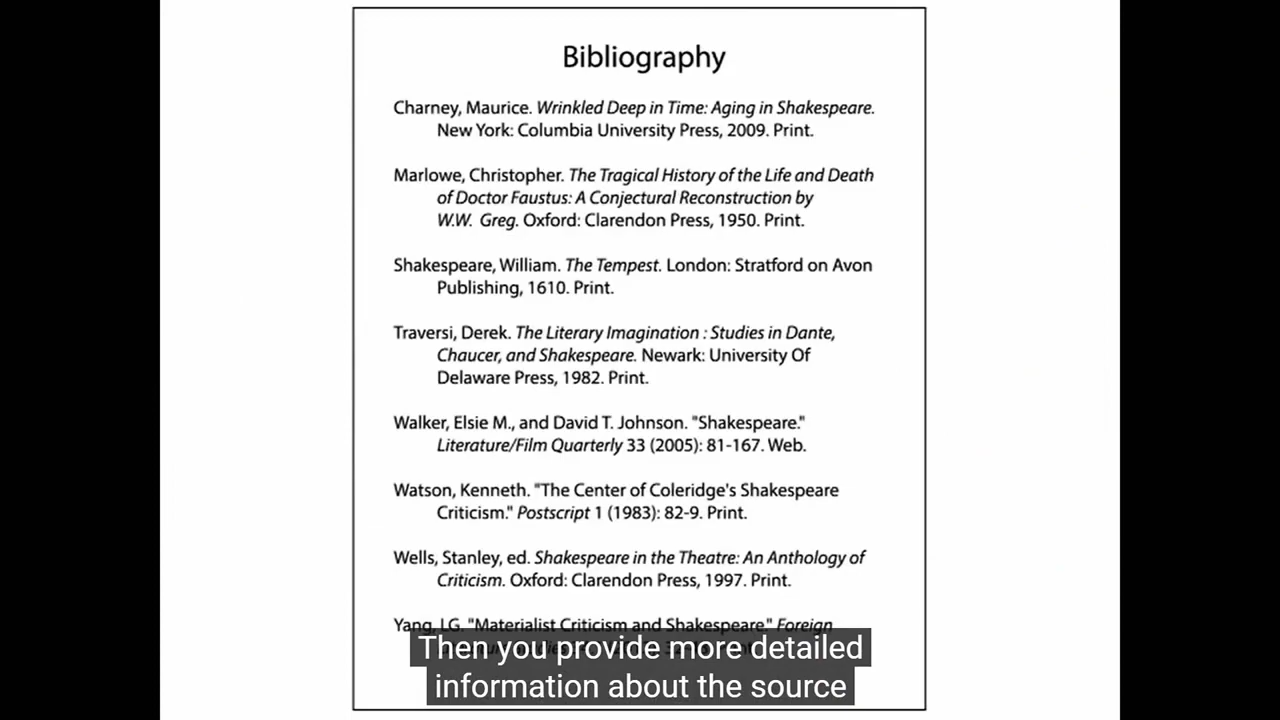 Bibliography
Charney, Maurice. Wrinkled Deep in Time: Aging in Shakespeare.
New York: Columbia University Press, 2009. Print.
Marlowe, Christopher. The Tragical History of the Life and Death
of Doctor Faustus: A Conjectural Reconstruction by
W.W. Greg. Oxford: Clarendon Press, 1950. Print.
Shakespeare, William. The Tempest. London: Stratford on Avon
Publishing, 1610. Print.
Traversi, Derek. The Literary Imagination : Studies in Dante,
Chaucer, and Shakespeare. Newark: University Of
Delaware Press, 1982. Print.
Walker, Elsie M., and David T. Johnson. "Shakespeare."
Literature/Film Quarterly 33 (2005): 81-167. Web.
Watson, Kenneth. "The Center of Coleridge's Shakespeare
Criticism." Postscript 1 (1983): 82-9. Print.
Wells, Stanley, ed. Shakespeare in the Theatre: An Anthology of
Criticism. Oxford: Clarendon Press, 1997. Print.
Yang, LG. "Materialist Criticism and Shakespeare." Foreign
Then you provide more detailed
information about the source